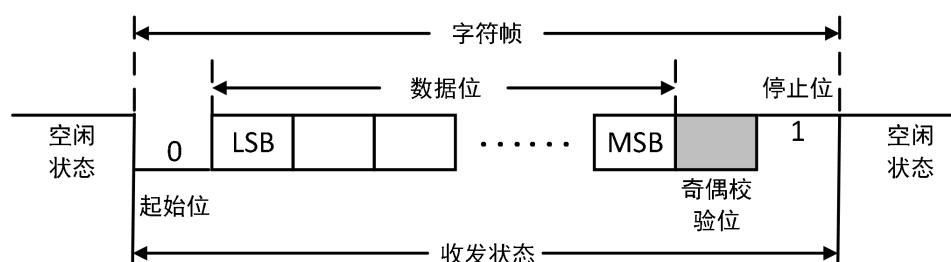 字符帧
数据位
停止位
空闲
状态
0
LSB
......
MSB
1
空闲
状态
起始位
奇偶校
验位
收发状态